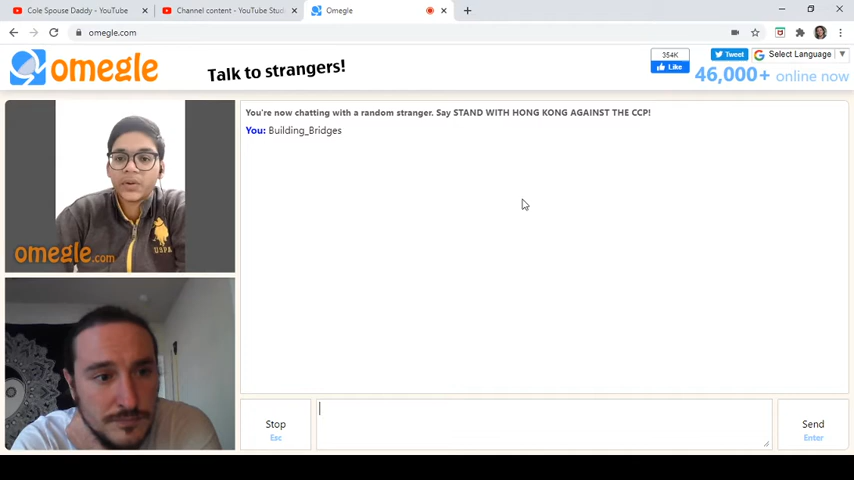 Cole Spouse Daddy - YouTube
Channel content - YouTube Stud
Omegle
omegle.com
omegle
Talk to strangers!
354K
Like
Tweet
Select Language
46,000+ online now
You're now chatting with a random stranger. Say STAND WITH HONG KONG AGAINST THE CCP!
You: Building_Bridges
USPA
omegle.com
Stop
Esc
Send
Enter